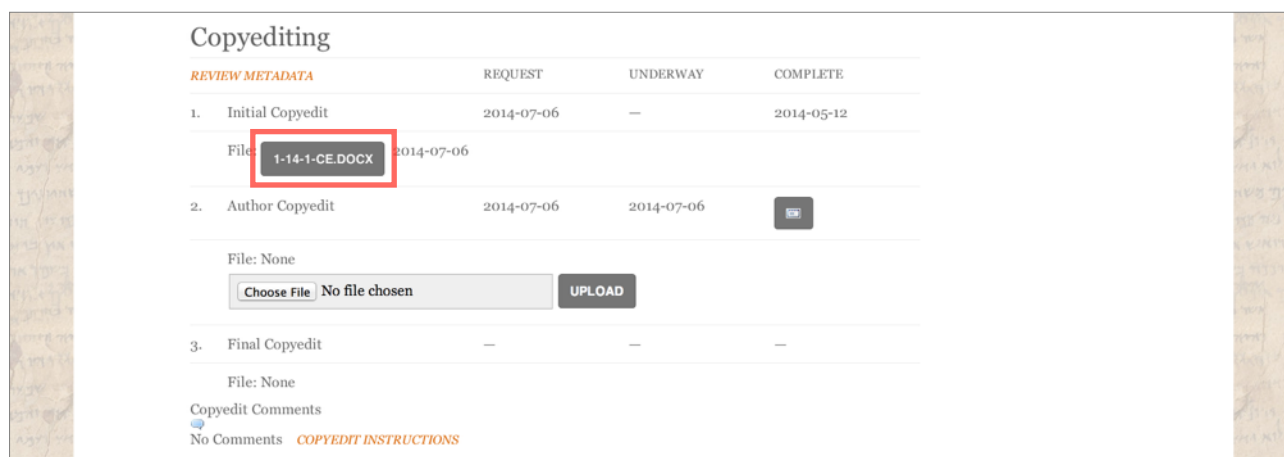 Copyediting
REVIEW METADATA REQUEST UNDERWAY COMPLETE
1. Initial Copyedit 2014-07-06 — 2014-05-12
File: 1-14-1-CE.DOCX 2014-07-06
2. Author Copyedit 2014-07-06 2014-07-06
File: None
Choose File No file chosen UPLOAD
3. Final Copyedit — — —
File: None
Copyedit Comments
No Comments COPYEDIT INSTRUCTIONS